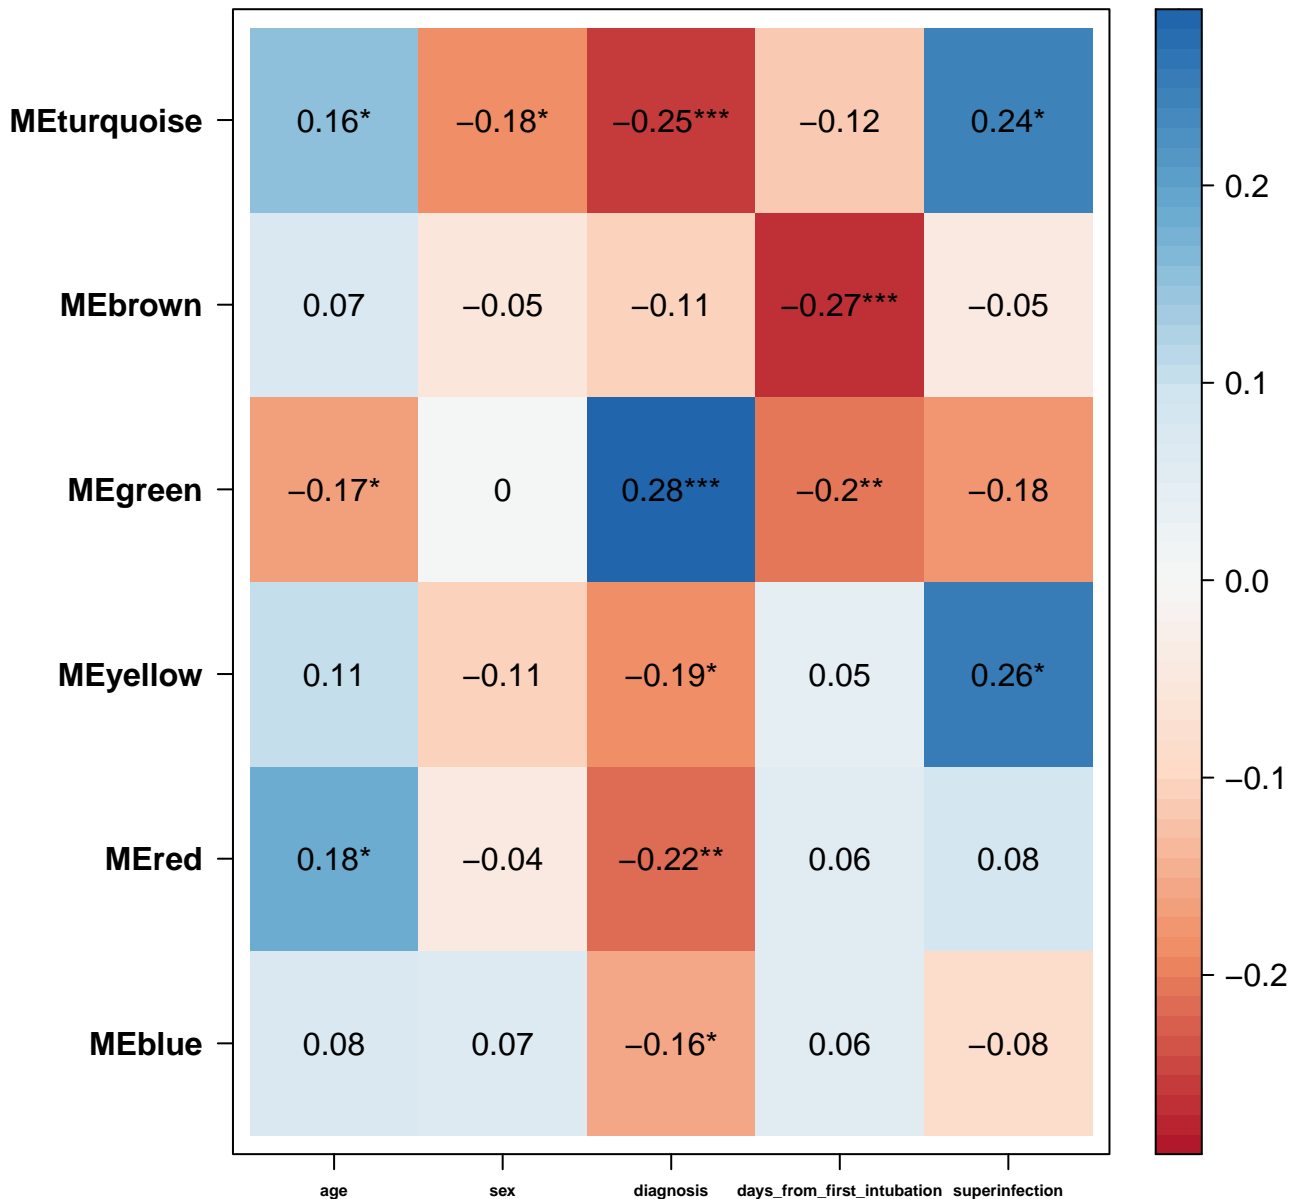 MEturquoise 0.16* −0.18* −0.25*** −0.12 0.24*
MEbrown 0.07 −0.05 −0.11 −0.27*** −0.05
MEgreen −0.17* 0 0.28*** −0.2** −0.18
MEyellow 0.11 −0.11 −0.19* 0.05 0.26*
MEred 0.18* −0.04 −0.22** 0.06 0.08
MEblue 0.08 0.07 −0.16* 0.06 −0.08
age sex diagnosis days_from_first_intubation superinfection
0.2
0.1
0.0
−0.1
−0.2